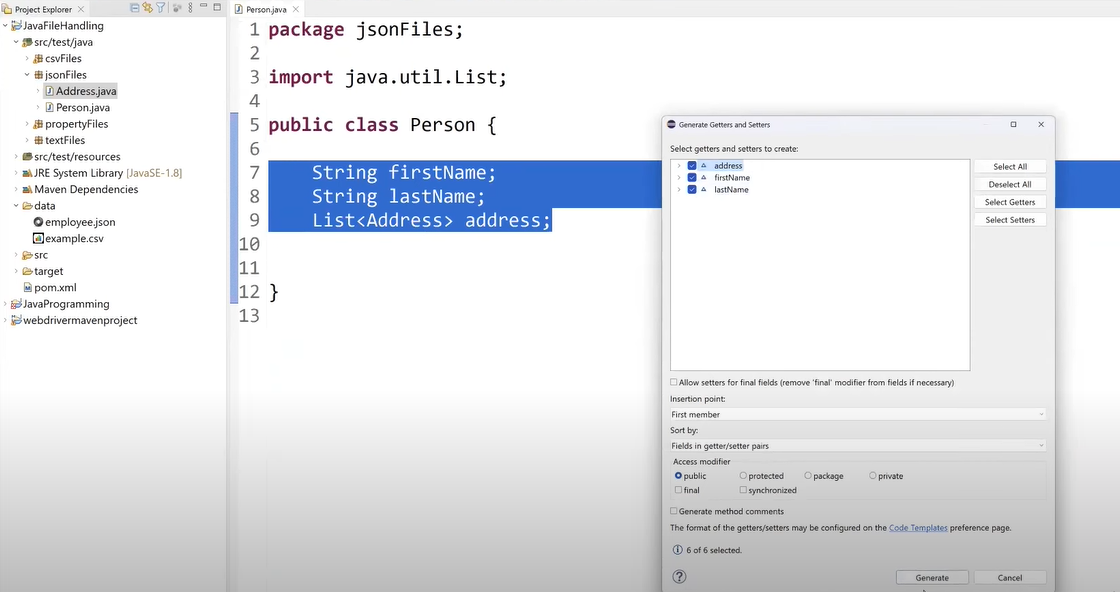 Project Explorer
JavaFileHandling
src/test/java
csvFiles
jsonFiles
Address.java
Person.java
propertyFiles
textFiles
src/test/resources
JRE System Library [JavaSE-1.8]
Maven Dependencies
data
employee.json
example.csv
src
target
pom.xml
JavaProgramming
webdrivermavenproject
Person.java
1 package jsonFiles;
2
3 import java.util.List;
4
5 public class Person {
6
7 String firstName;
8 String lastName;
9 List<Address> address;
10
11
12 }
13
Generate Getters and Setters
Select getters and setters to create:
address
firstName
lastName
Select All
Deselect All
Select Getters
Select Setters
Allow setters for final fields (remove 'final' modifier from fields if necessary)
Insertion point:
First member
Sort by:
Fields in getter/setter pairs
Access modifier
public protected package private
final synchronized
Generate method comments
The format of the getters/setters may be configured on the Code Templates preference page.
6 of 6 selected.
Generate Cancel